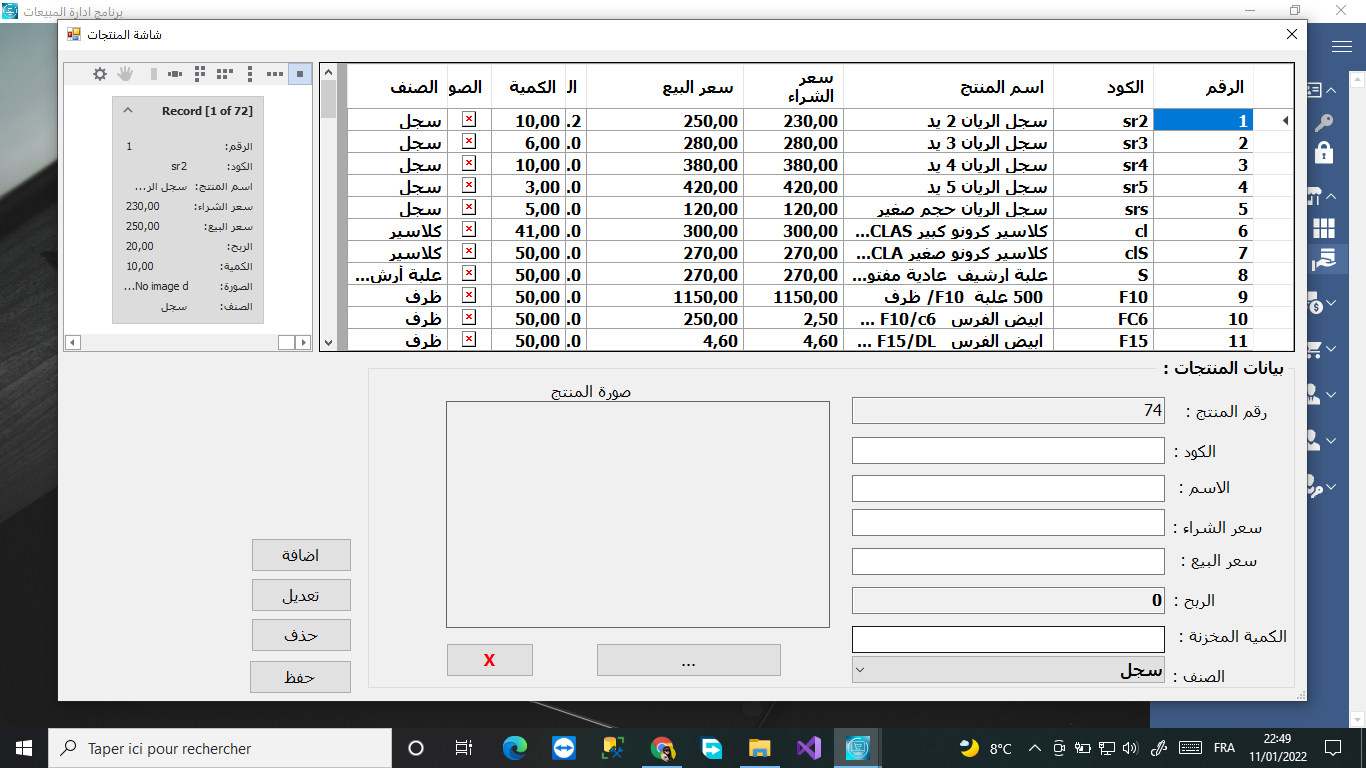 برنامج ادارة المبيعات
شاشة المنتجات
الرقم الكود اسم المنتج سعر الشراء سعر البيع ال الكمية الصو الصنف
1 sr2 سجل الريان 2 يد 230,00 250,00 2. 10,00 سجل
2 sr3 سجل الريان 3 يد 280,00 280,00 0. 6,00 سجل
3 sr4 سجل الريان 4 يد 380,00 380,00 0. 10,00 سجل
4 sr5 سجل الريان 5 يد 420,00 420,00 0. 3,00 سجل
5 srs سجل الريان حجم صغير 120,00 120,00 0. 5,00 سجل
6 cl كلاسير كرونو كبير CLAS... 300,00 300,00 0. 41,00 كلاسير
7 clS كلاسير كرونو صغير CLA... 270,00 270,00 0. 50,00 كلاسير
8 S علبة ارشيف عادية مفتو... 270,00 270,00 0. 50,00 علبة أرش...
9 F10 500 علبة F10/ ظرف 1150,00 1150,00 0. 50,00 ظرف
10 FC6 ابيض الفرس F10/c6 ... 2,50 250,00 0. 50,00 ظرف
11 F15 ابيض الفرس F15/DL ... 4,60 4,60 0. 50,00 ظرف
Record [1 of 72]
الرقم: 1
الكود: sr2
اسم المنتج: سجل الر...
سعر الشراء: 230,00
سعر البيع: 250,00
الربح: 20,00
الكمية: 10,00
الصورة: No image d...
الصنف: سجل
بيانات المنتجات :
رقم المنتج : 74
الكود :
الاسم :
سعر الشراء :
سعر البيع :
الربح : 0
الكمية المخزنة :
الصنف : سجل
صورة المنتج
X
...
اضافة
تعديل
حذف
حفظ
Taper ici pour rechercher
8°C
FRA
22:49
11/01/2022